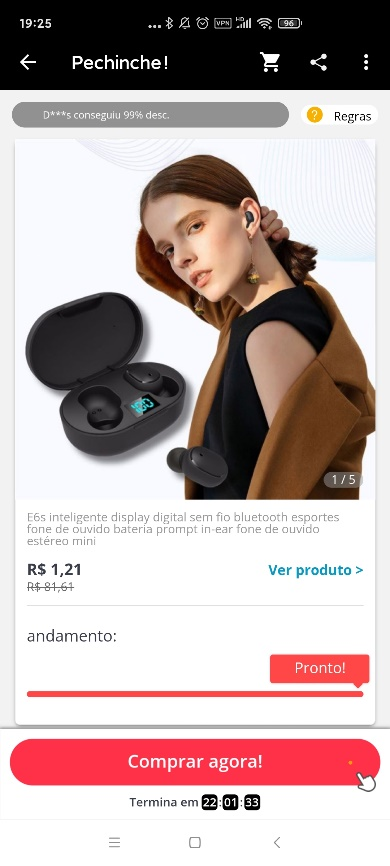 19:25
... VPN HD 96
Pechinche!
D***s conseguiu 99% desc.
? Regras
1 / 5
E6s inteligente display digital sem fio bluetooth esportes
fone de ouvido bateria prompt in-ear fone de ouvido
estéreo mini
R$ 1,21
Ver produto >
R$ 81,61
andamento:
Pronto!
Comprar agora!
Termina em 22:01:33